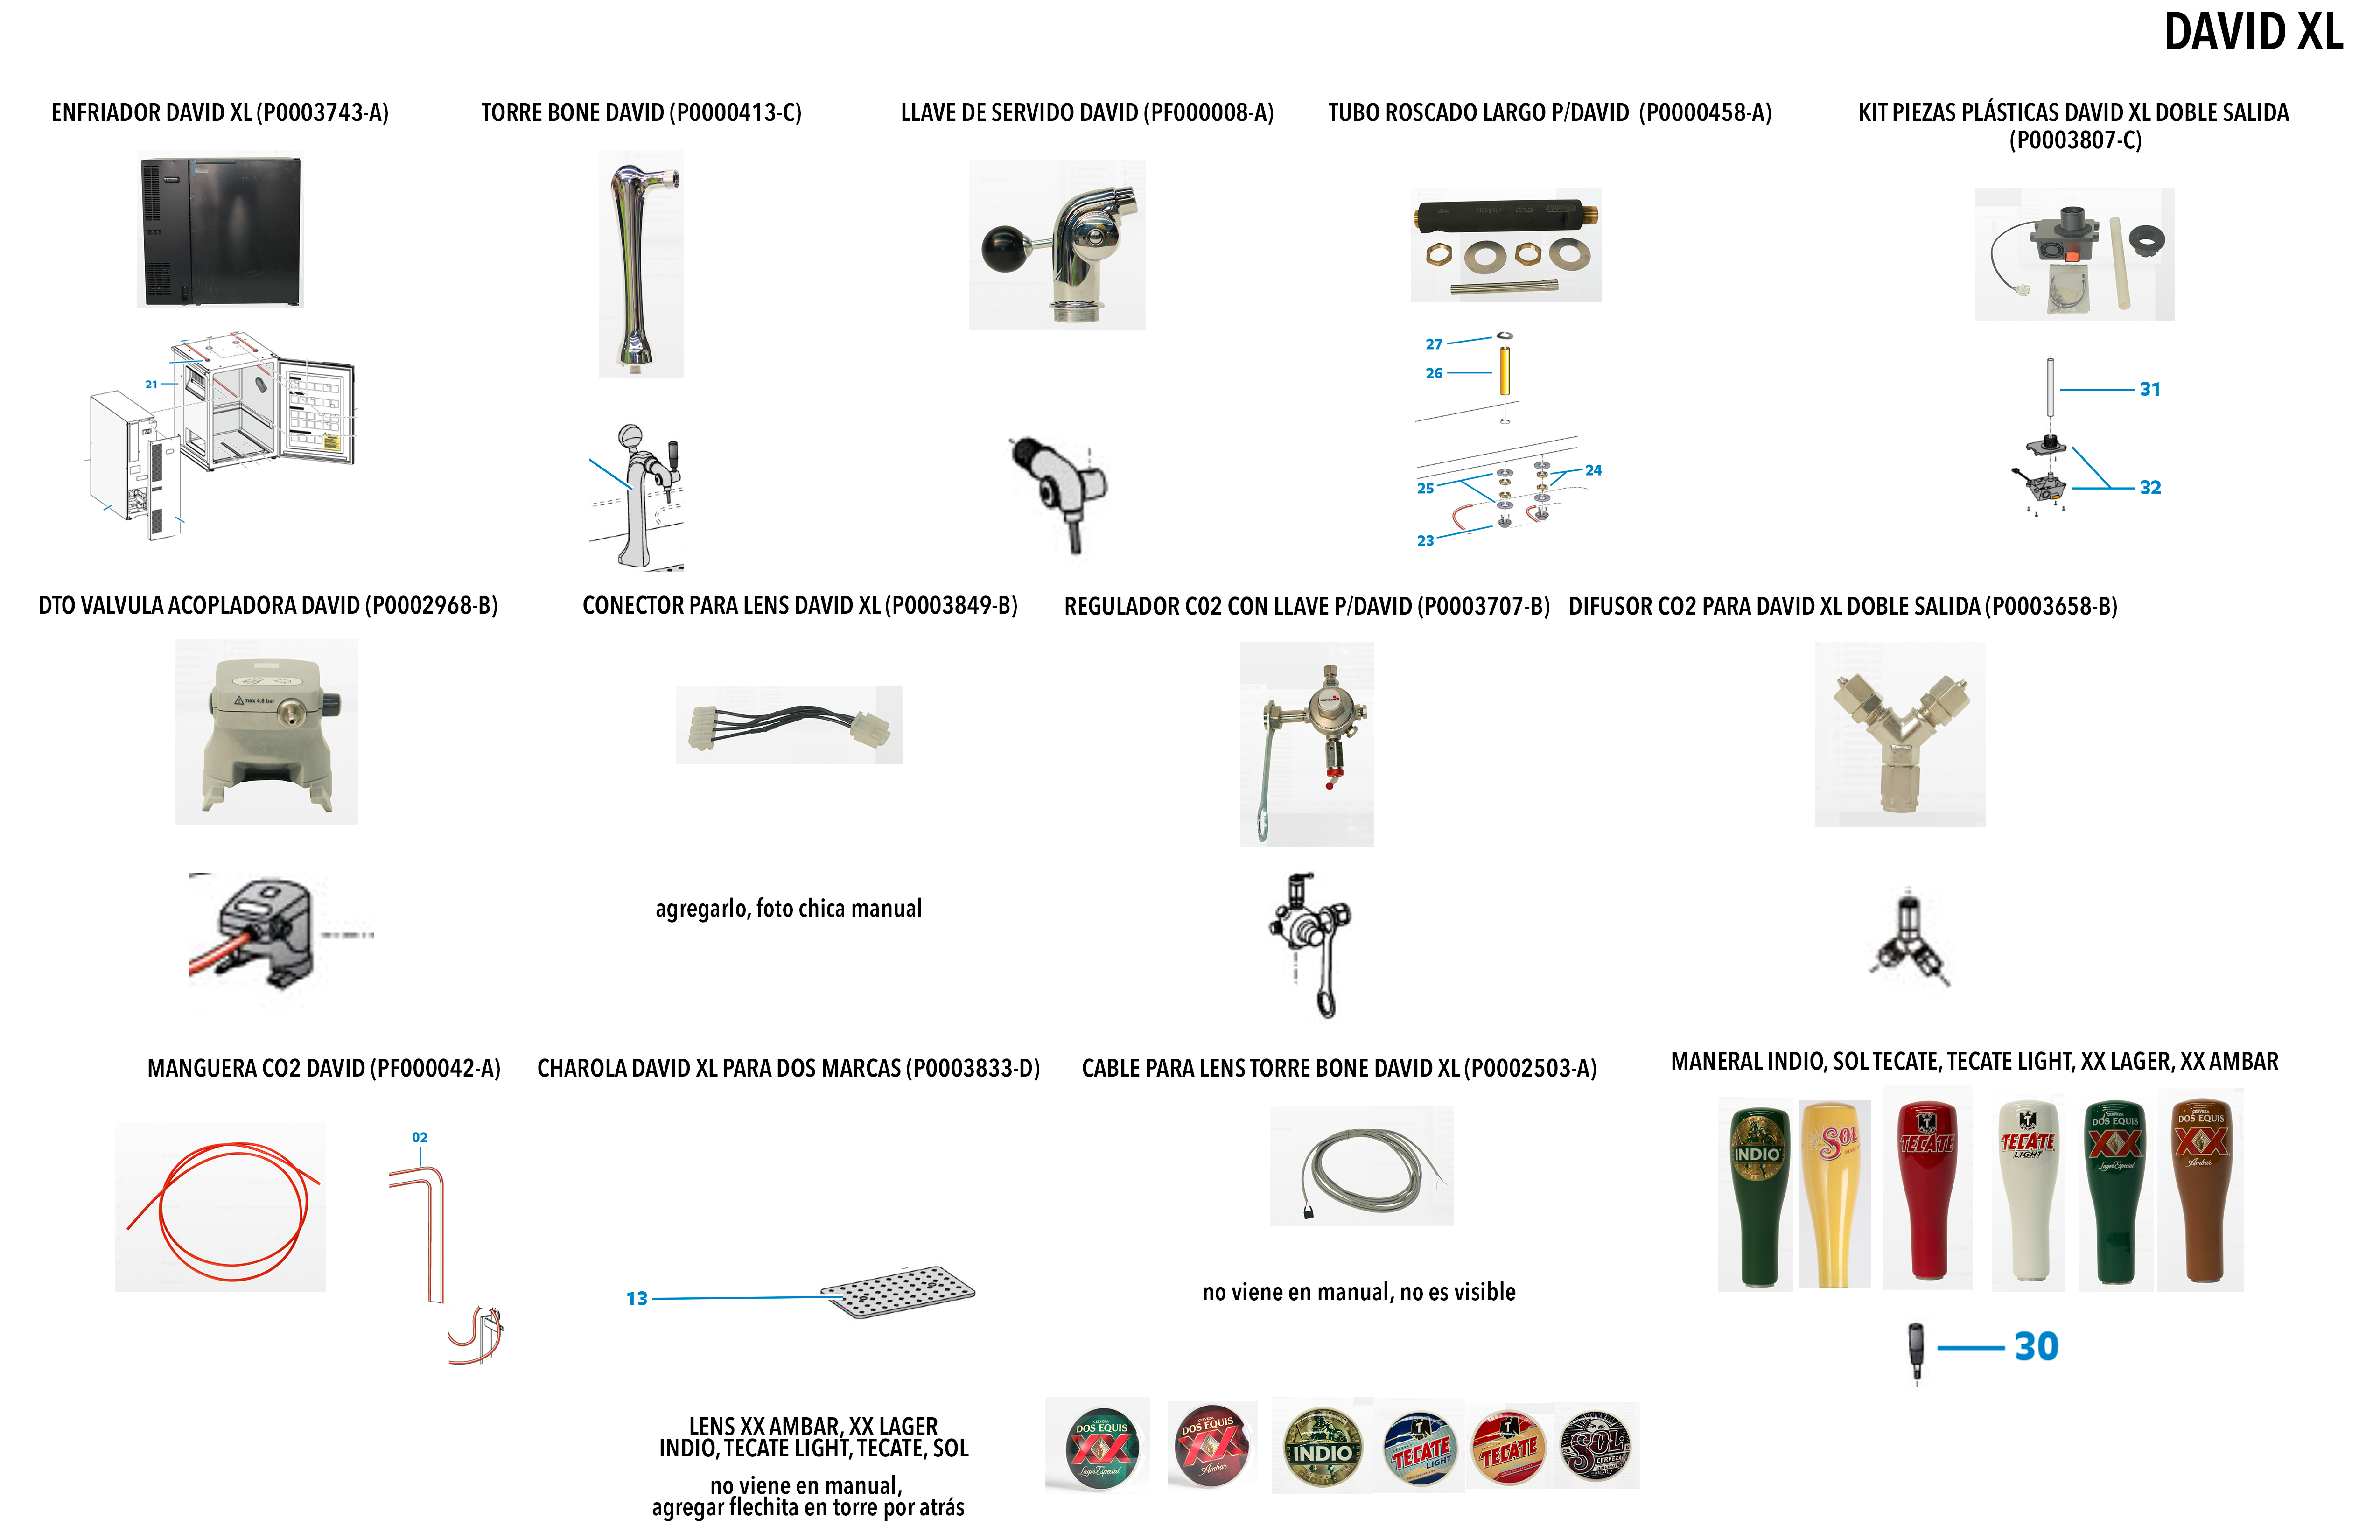 DAVID XL
ENFRIADOR DAVID XL (P0003743-A)
TORRE BONE DAVID (P0000413-C)
LLAVE DE SERVIDO DAVID (PF000008-A)
TUBO ROSCADO LARGO P/DAVID (P0000458-A)
KIT PIEZAS PLÁSTICAS DAVID XL DOBLE SALIDA
(P0003807-C)
21
27
26
25
24
23
31
32
DTO VALVULA ACOPLADORA DAVID (P0002968-B)
CONECTOR PARA LENS DAVID XL (P0003849-B)
REGULADOR C02 CON LLAVE P/DAVID (P0003707-B)
DIFUSOR CO2 PARA DAVID XL DOBLE SALIDA (P0003658-B)
max 4.8 bar
agregarlo, foto chica manual
MANGUERA CO2 DAVID (PF000042-A)
CHAROLA DAVID XL PARA DOS MARCAS (P0003833-D)
CABLE PARA LENS TORRE BONE DAVID XL (P0002503-A)
MANERAL INDIO, SOL TECATE, TECATE LIGHT, XX LAGER, XX AMBAR
02
13
no viene en manual, no es visible
INDIO
SOL
TECATE
TECATE
LIGHT
CERVEZA
DOS EQUIS
XX
Lager Especial
CERVEZA
DOS EQUIS
XX
Ambar
30
LENS XX AMBAR, XX LAGER
INDIO, TECATE LIGHT, TECATE, SOL
no viene en manual,
agregar flechita en torre por atrás
CERVEZA
DOS EQUIS
XX
Lager Especial
CERVEZA
DOS EQUIS
XX
Ambar
INDIO
CERVEZA
TECATE
LIGHT
CERVEZA
TECATE
SOL
CERVEZA